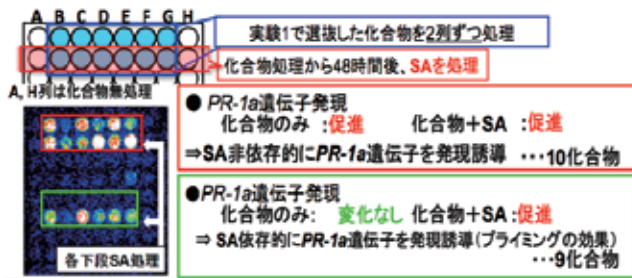 A B C D E F G H
実験1で選抜した化合物を2列ずつ処理
化合物処理から48時間後、SAを処理
A, H列は化合物無処理
● PR-1a遺伝子発現
化合物のみ :促進 化合物+SA :促進
⇒SA非依存的にPR-1a遺伝子を発現誘導 ・・・10化合物
●PR-1a遺伝子発現
化合物のみ: 変化なし 化合物+SA :促進
⇒ SA依存的にPR-1a遺伝子を発現誘導(プライミングの効果)
・・・9化合物
各下段SA処理